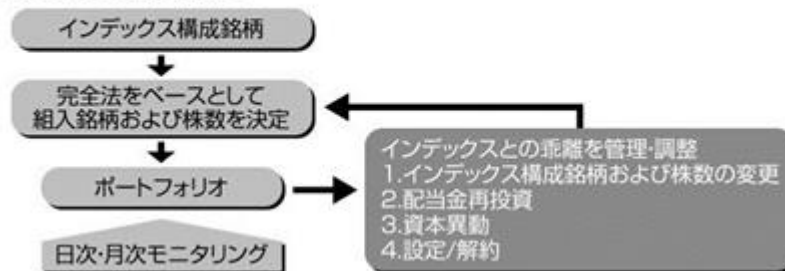 インデックス構成銘柄
完全法をベースとして
組入銘柄および株数を決定
ポートフォリオ
日次・月次モニタリング
インデックスとの乖離を管理・調整
1.インデックス構成銘柄および株数の変更
2.配当金再投資
3.資本異動
4.設定/解約